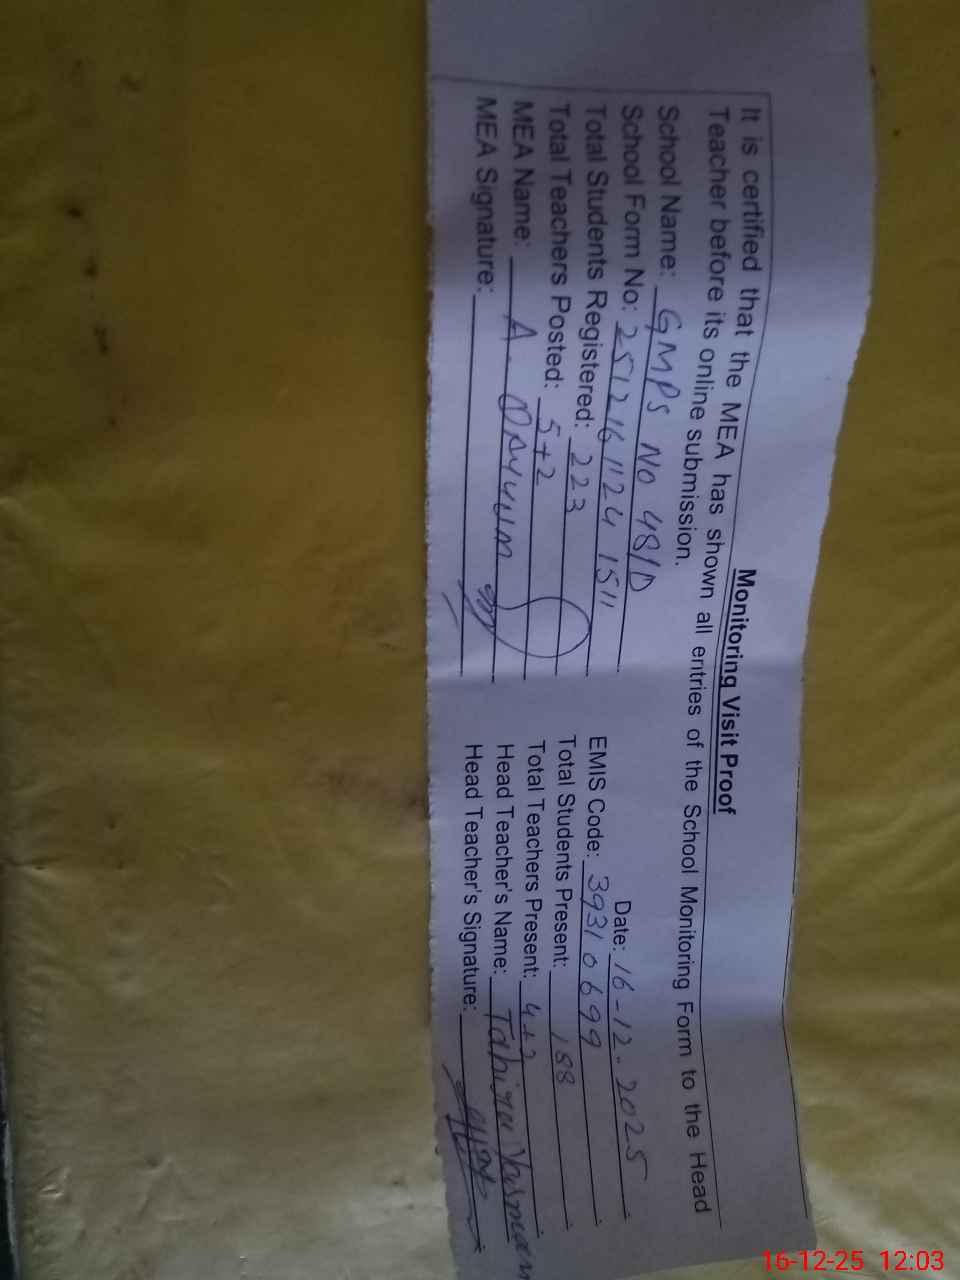 Monitoring Visit Proof
It is certified that the MEA has shown all entries of the School Monitoring Form to the Head
Teacher before its online submission.
School Name: GMPS No 48/D Date: 16-12-2025
School Form No: 25121611241511 EMIS Code: 39310699
Total Students Registered: 223 Total Students Present: 188
Total Teachers Posted: 5+2 Total Teachers Present: 4+2
MEA Name: A. Qayyum Head Teacher's Name: Tahira Yasmeen
MEA Signature: Head Teacher's Signature:
16-12-25 12:03